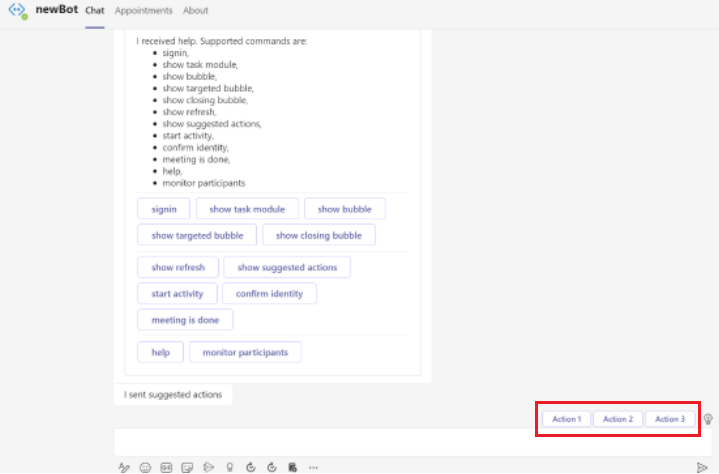 newBot Chat Appointments About
I received help. Supported commands are:
signin,
show task module,
show bubble,
show targeted bubble,
show closing bubble,
show refresh,
show suggested actions,
start activity,
confirm identity,
meeting is done,
help,
monitor participants
signin show task module show bubble
show targeted bubble show closing bubble
show refresh show suggested actions
start activity confirm identity
meeting is done
help monitor participants
I sent suggested actions
Action 1 Action 2 Action 3